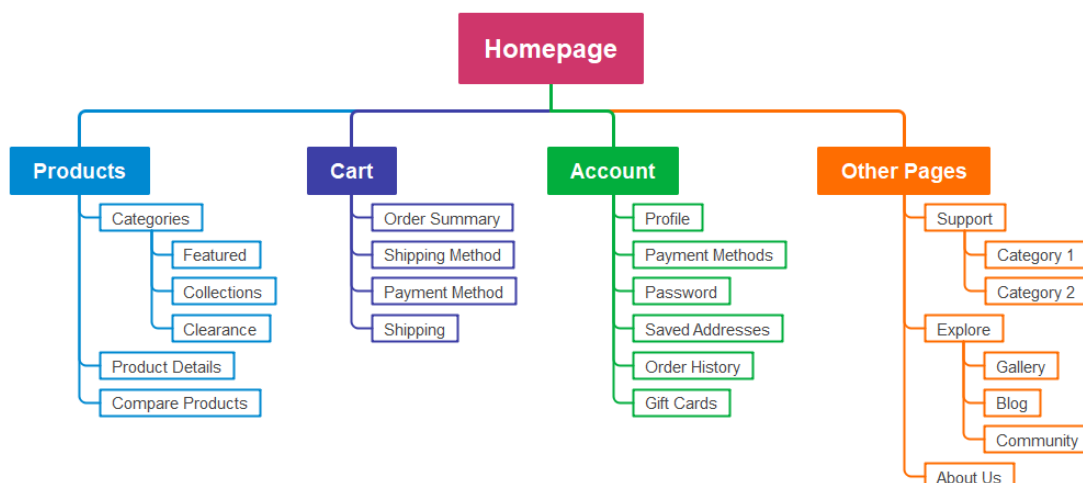 Homepage
Products
Categories
Featured
Collections
Clearance
Product Details
Compare Products
Cart
Order Summary
Shipping Method
Payment Method
Shipping
Account
Profile
Payment Methods
Password
Saved Addresses
Order History
Gift Cards
Other Pages
Support
Category 1
Category 2
Explore
Gallery
Blog
Community
About Us